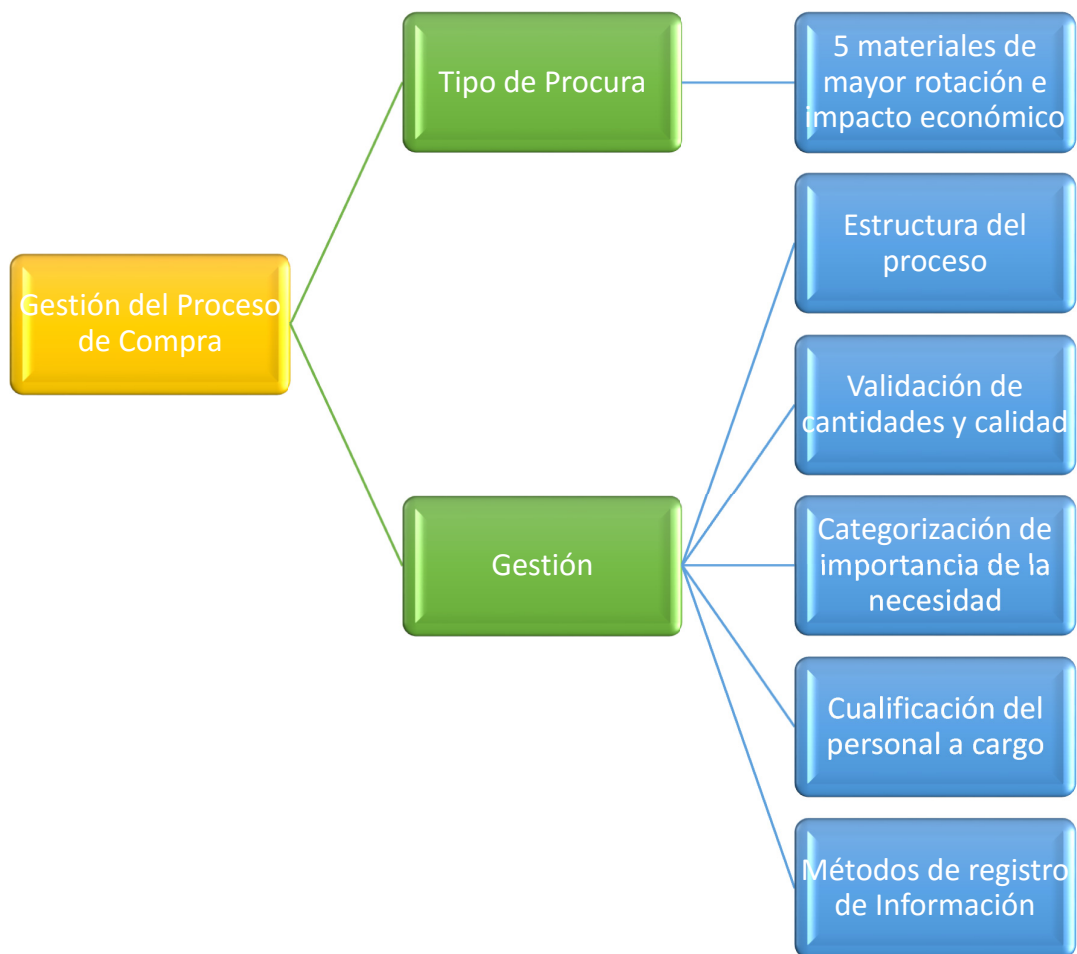 Tipo de Procura
5 materiales de
mayor rotación e
impacto económico
Estructura del
proceso
Gestión del Proceso
de Compra
Validación de
cantidades y calidad
Gestión
Categorización de
importancia de la
necesidad
Cualificación del
personal a cargo
Métodos de registro
de Información